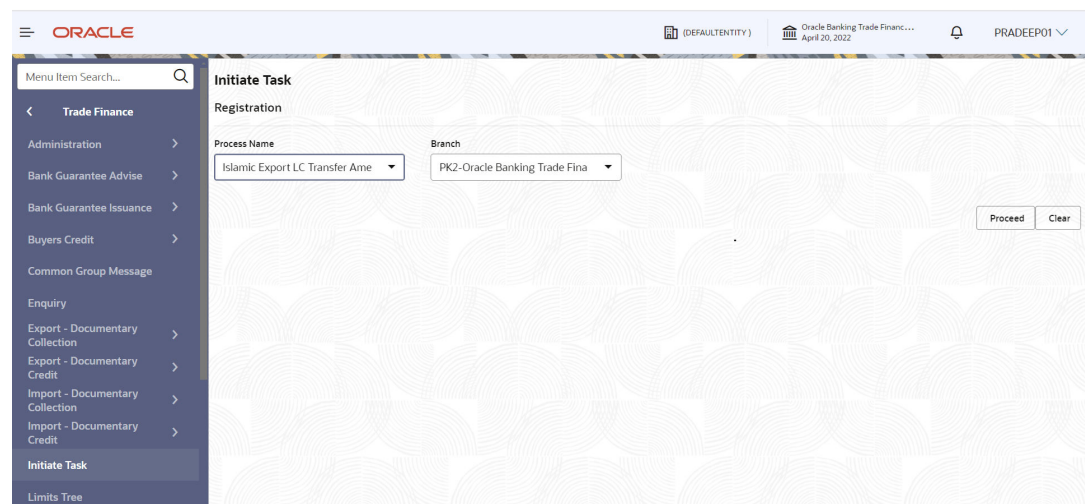 ORACLE
(DEFAULTENTITY)
Oracle Banking Trade Financ...
April 20, 2022
PRADEEP01
Menu Item Search...
Trade Finance
Administration
Bank Guarantee Advise
Bank Guarantee Issuance
Buyers Credit
Common Group Message
Enquiry
Export - Documentary
Collection
Export - Documentary
Credit
Import - Documentary
Collection
Import - Documentary
Credit
Initiate Task
Limits Tree
Initiate Task
Registration
Process Name
Branch
Islamic Export LC Transfer Ame
PK2-Oracle Banking Trade Fina
Proceed
Clear